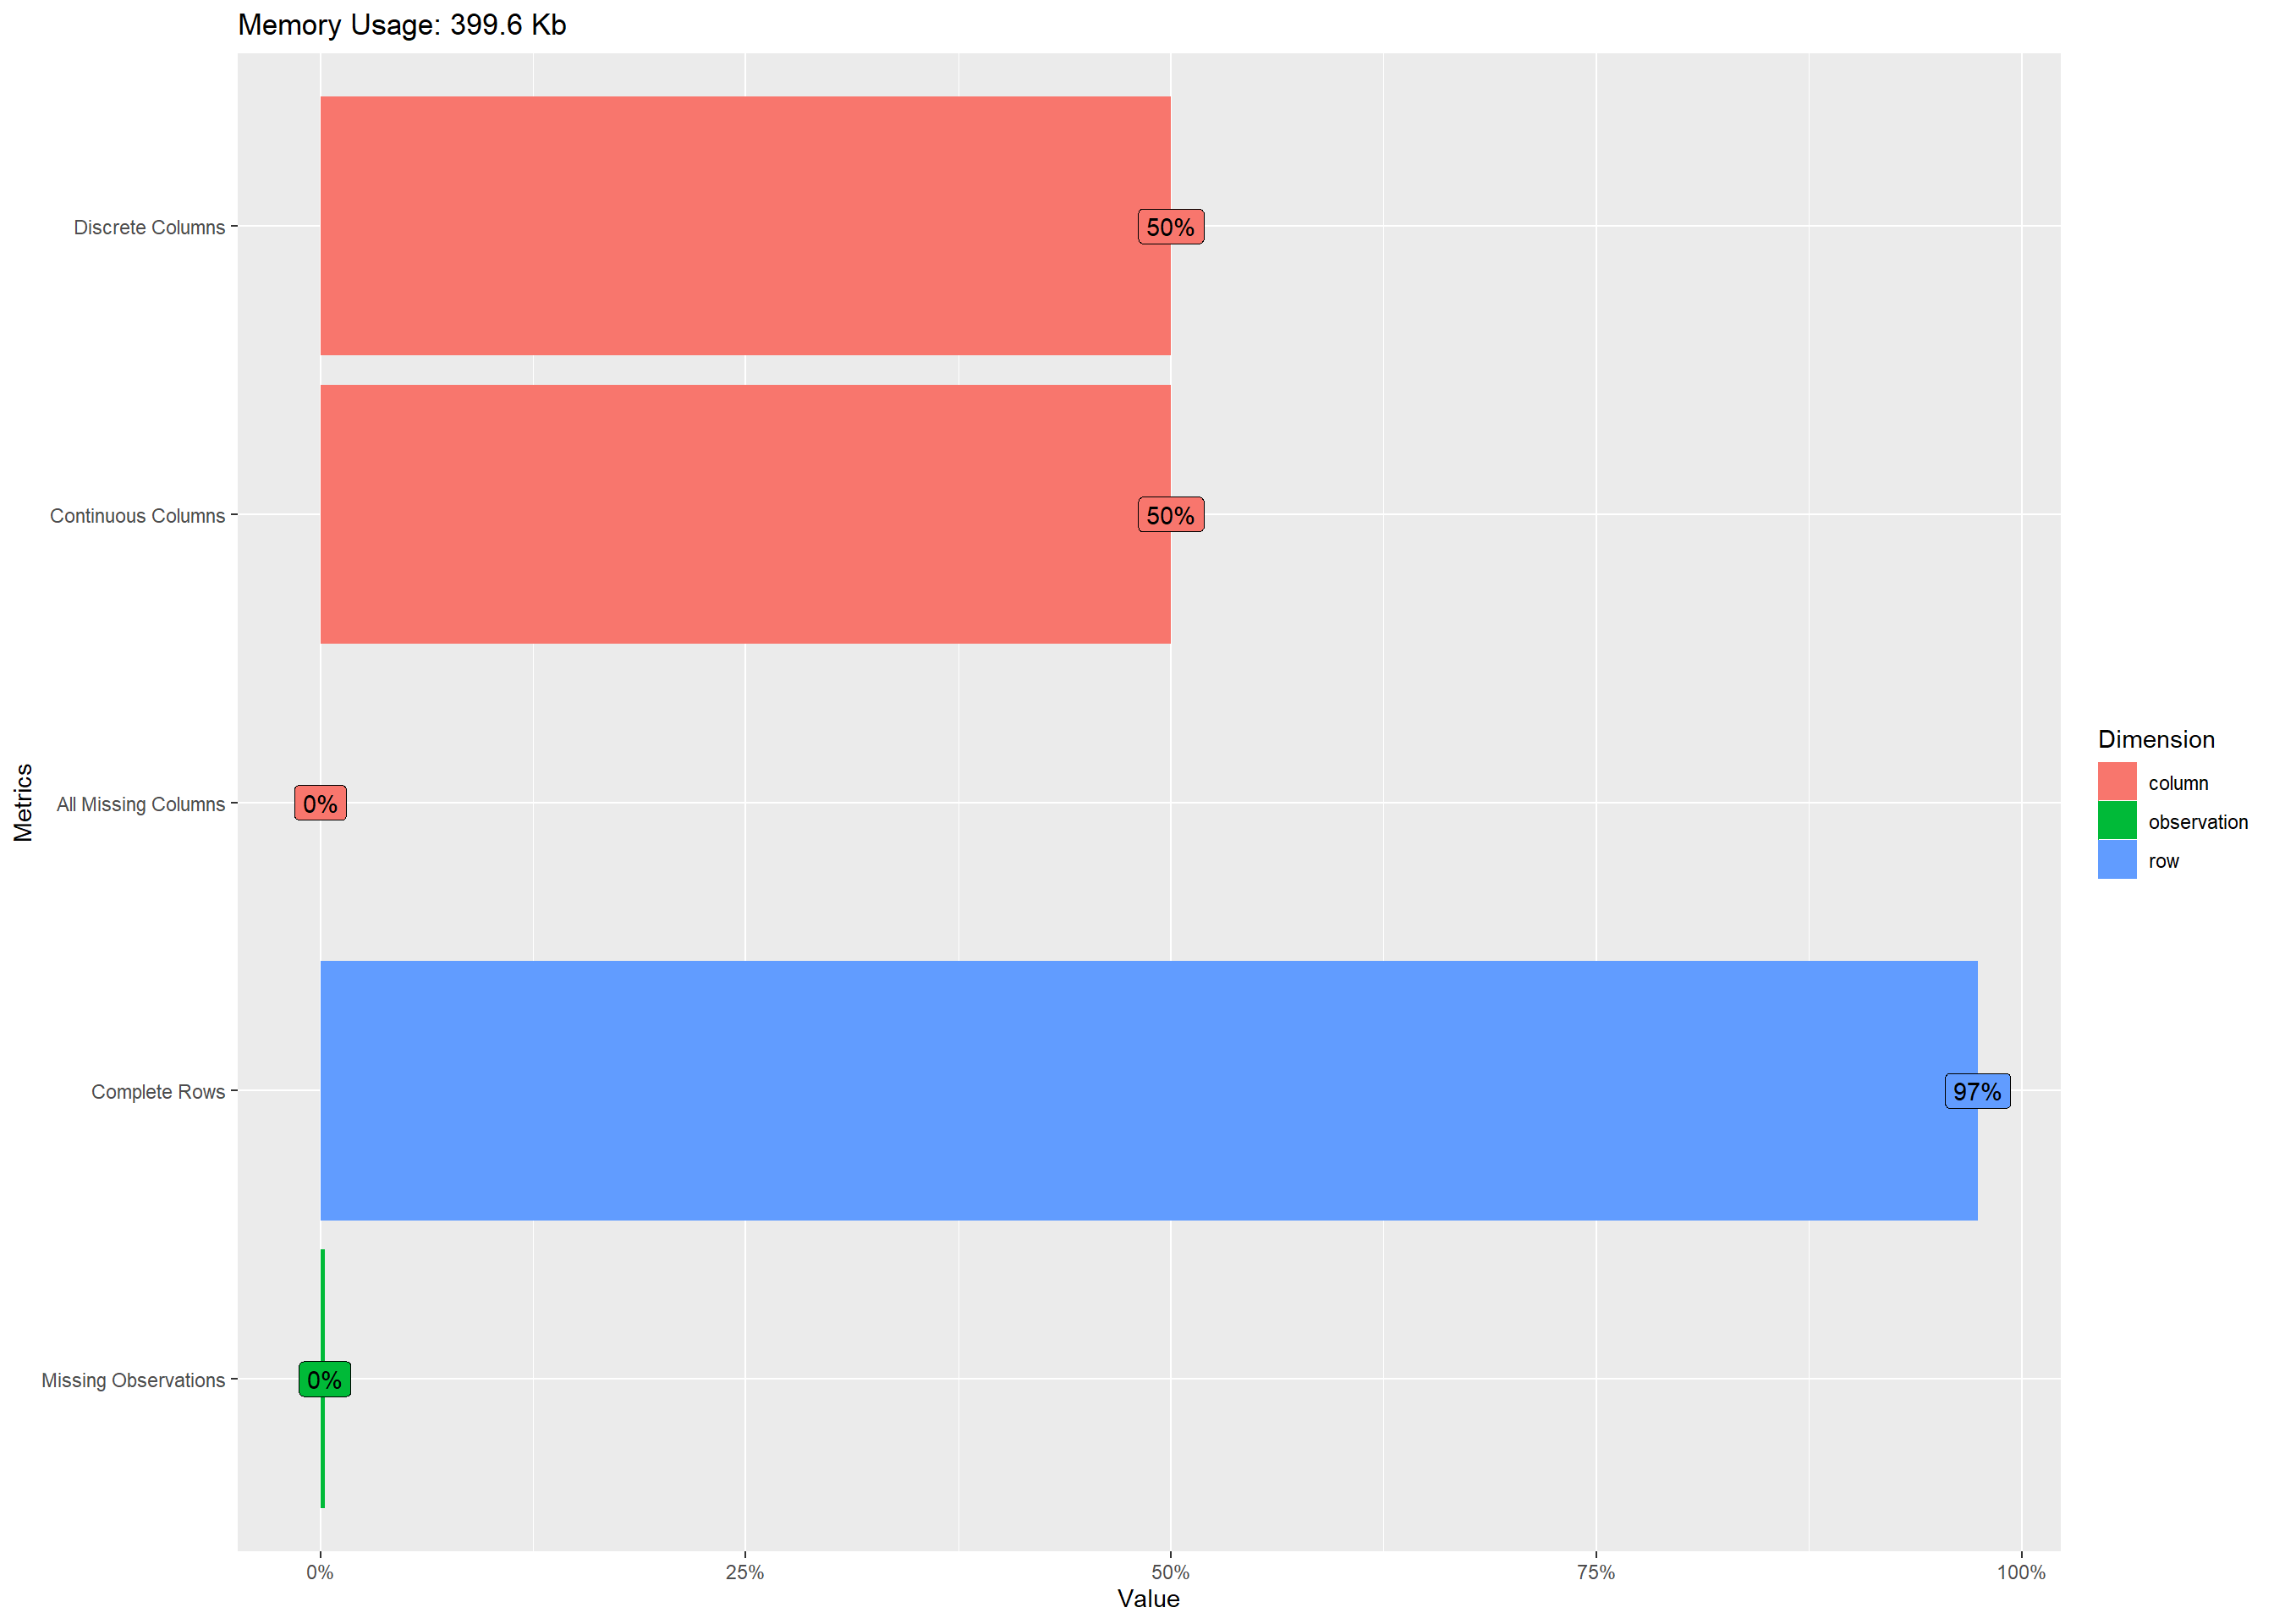 Memory Usage: 399.6 Kb
Discrete Columns
50%
Continuous Columns
50%
All Missing Columns
0%
Complete Rows
97%
Missing Observations
0%
Metrics
0%
25%
50%
75%
100%
Value
Dimension
column
observation
row